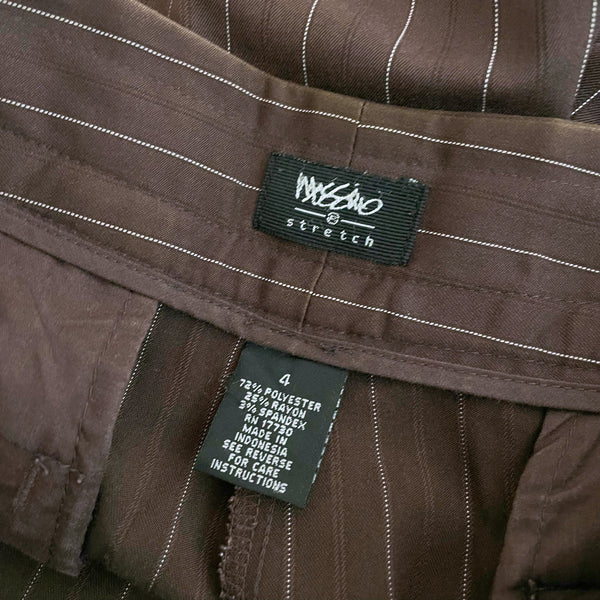 Mossimo
stretch
4
72% POLYESTER
25% RAYON
3% SPANDEX
RN 17730
MADE IN
INDONESIA
SEE REVERSE
FOR CARE
INSTRUCTIONS